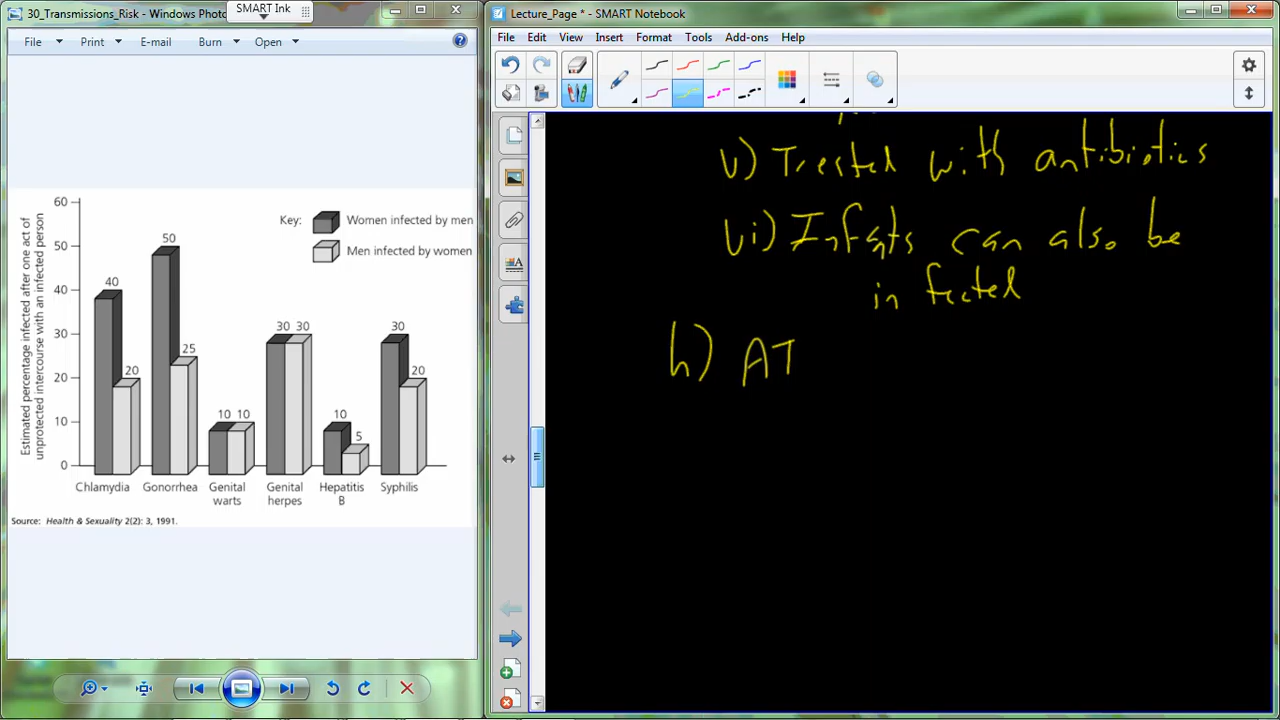 30_Transmissions_Risk - Windows Photo
SMART Ink
File Print E-mail Burn Open
Estimated percentage infected after one act of
unprotected intercourse with an infected person
60
50
40
30
20
10
0
Key: Women infected by men
Men infected by women
40 20
50 25
10 10
30 30
10 5
30 20
Chlamydia Gonorrhea Genital warts Genital herpes Hepatitis B Syphilis
Source: Health & Sexuality 2(2): 3, 1991.
Lecture_Page * - SMART Notebook
File Edit View Insert Format Tools Add-ons Help
v) Trested with antibiotics
vi) Infants can also be
infected
h) AT